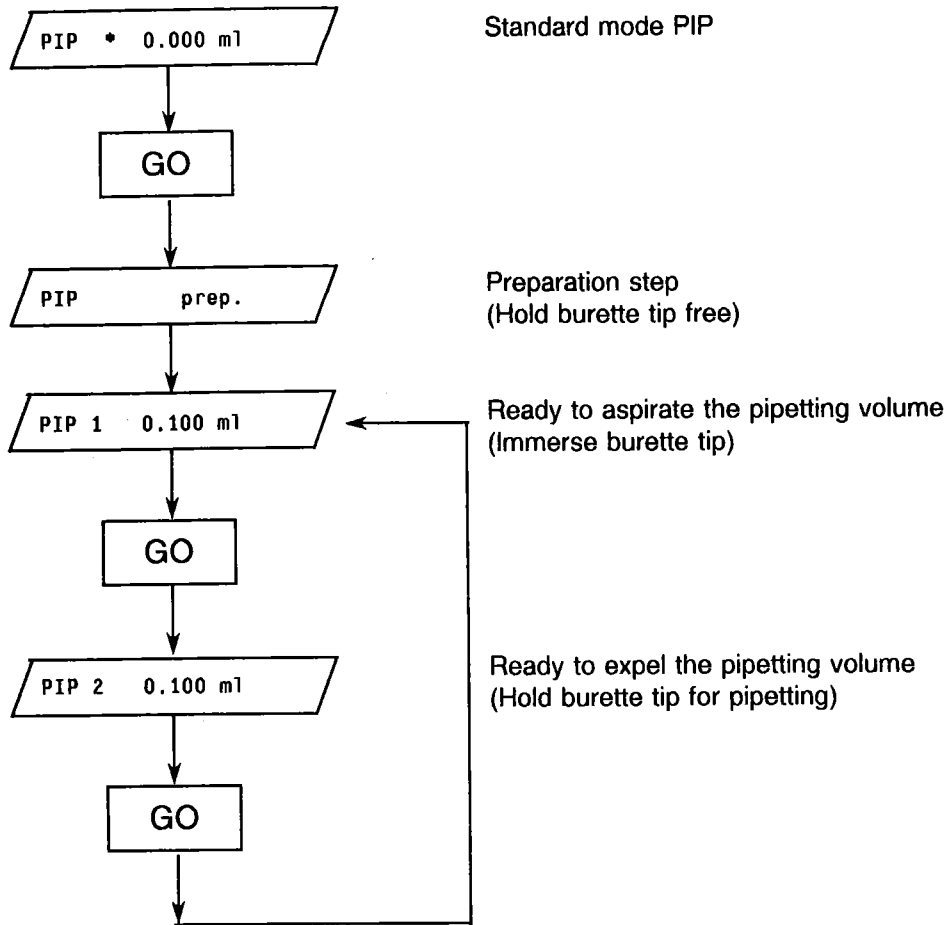 PIP * 0.000 ml
Standard mode PIP
GO
PIP prep.
Preparation step
(Hold burette tip free)
PIP 1 0.100 ml
Ready to aspirate the pipetting volume
(Immerse burette tip)
GO
PIP 2 0.100 ml
Ready to expel the pipetting volume
(Hold burette tip for pipetting)
GO